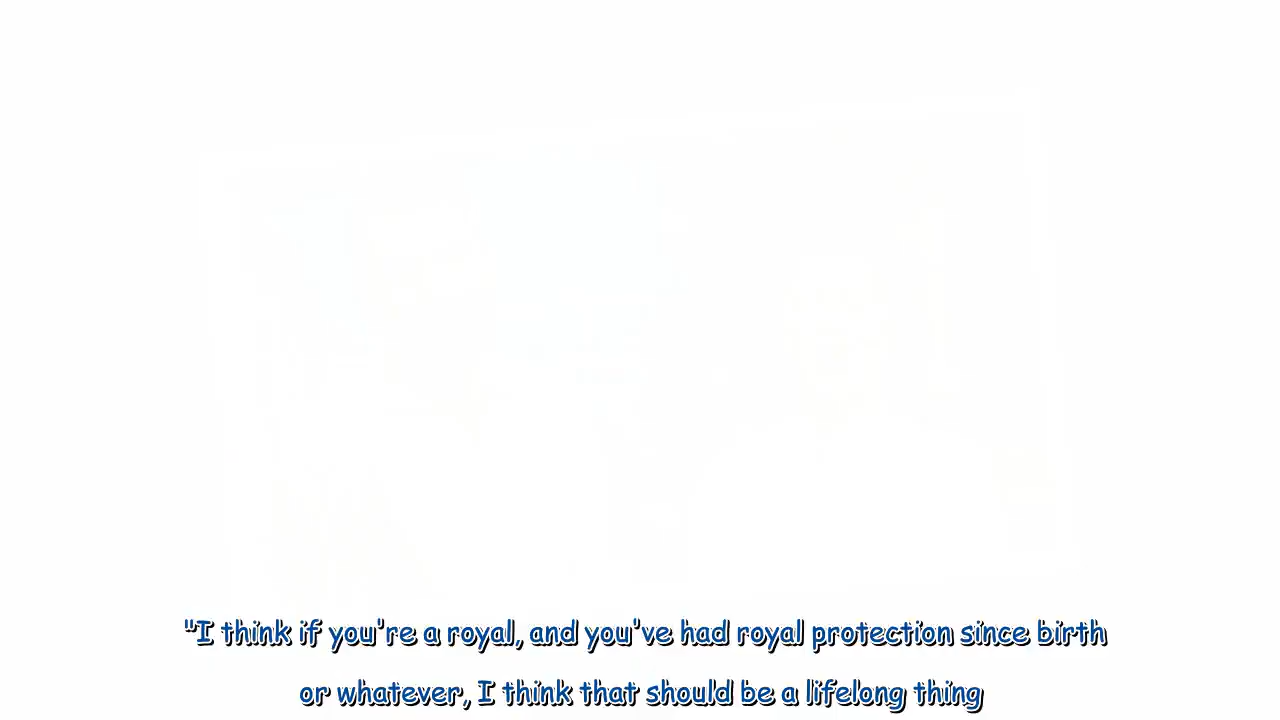 "I think if you're a royal, and you've had royal protection since birth
or whatever, I think that should be a lifelong thing